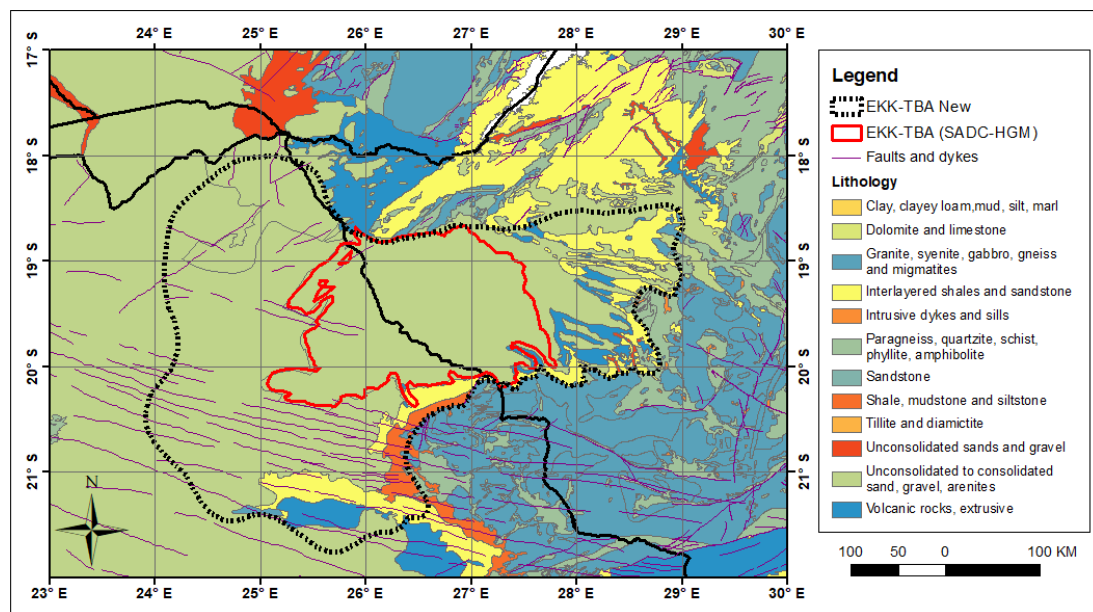 24° E 25° E 26° E 27° E 28° E 29° E 30° E
17° S
18° S
19° S
20° S
21° S
17° S
18° S
19° S
20° S
21° S
N
23° E 24° E 25° E 26° E 27° E 28° E 29° E 30° E
Legend
EKK-TBA New
EKK-TBA (SADC-HGM)
Faults and dykes
Lithology
Clay, clayey loam,mud, silt, marl
Dolomite and limestone
Granite, syenite, gabbro, gneiss
and migmatites
Interlayered shales and sandstone
Intrusive dykes and sills
Paragneiss, quartzite, schist,
phyllite, amphibolite
Sandstone
Shale, mudstone and siltstone
Tillite and diamictite
Unconsolidated sands and gravel
Unconsolidated to consolidated
sand, gravel, arenites
Volcanic rocks, extrusive
100 50 0 100 KM